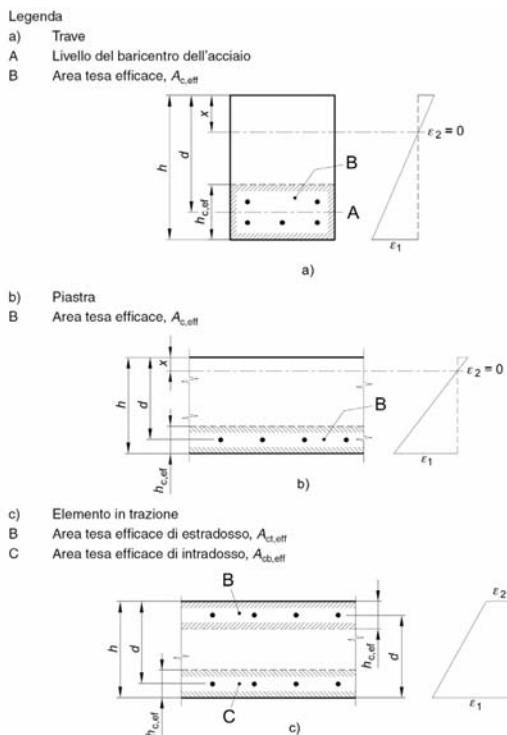 Legenda
a) Trave
A Livello del baricentro dell'acciaio
B Area tesa efficace, Ac,eff
x
ε2 = 0
h
d
B
hc,ef
A
ε1
a)
b) Piastra
B Area tesa efficace, Ac,eff
x
ε2 = 0
h
d
B
hc,ef
ε1
b)
c) Elemento in trazione
B Area tesa efficace di estradosso, Act,eff
C Area tesa efficace di intradosso, Acb,eff
B
ε2
h
d
hc,ef
d
hc,ef
C
ε1
c)